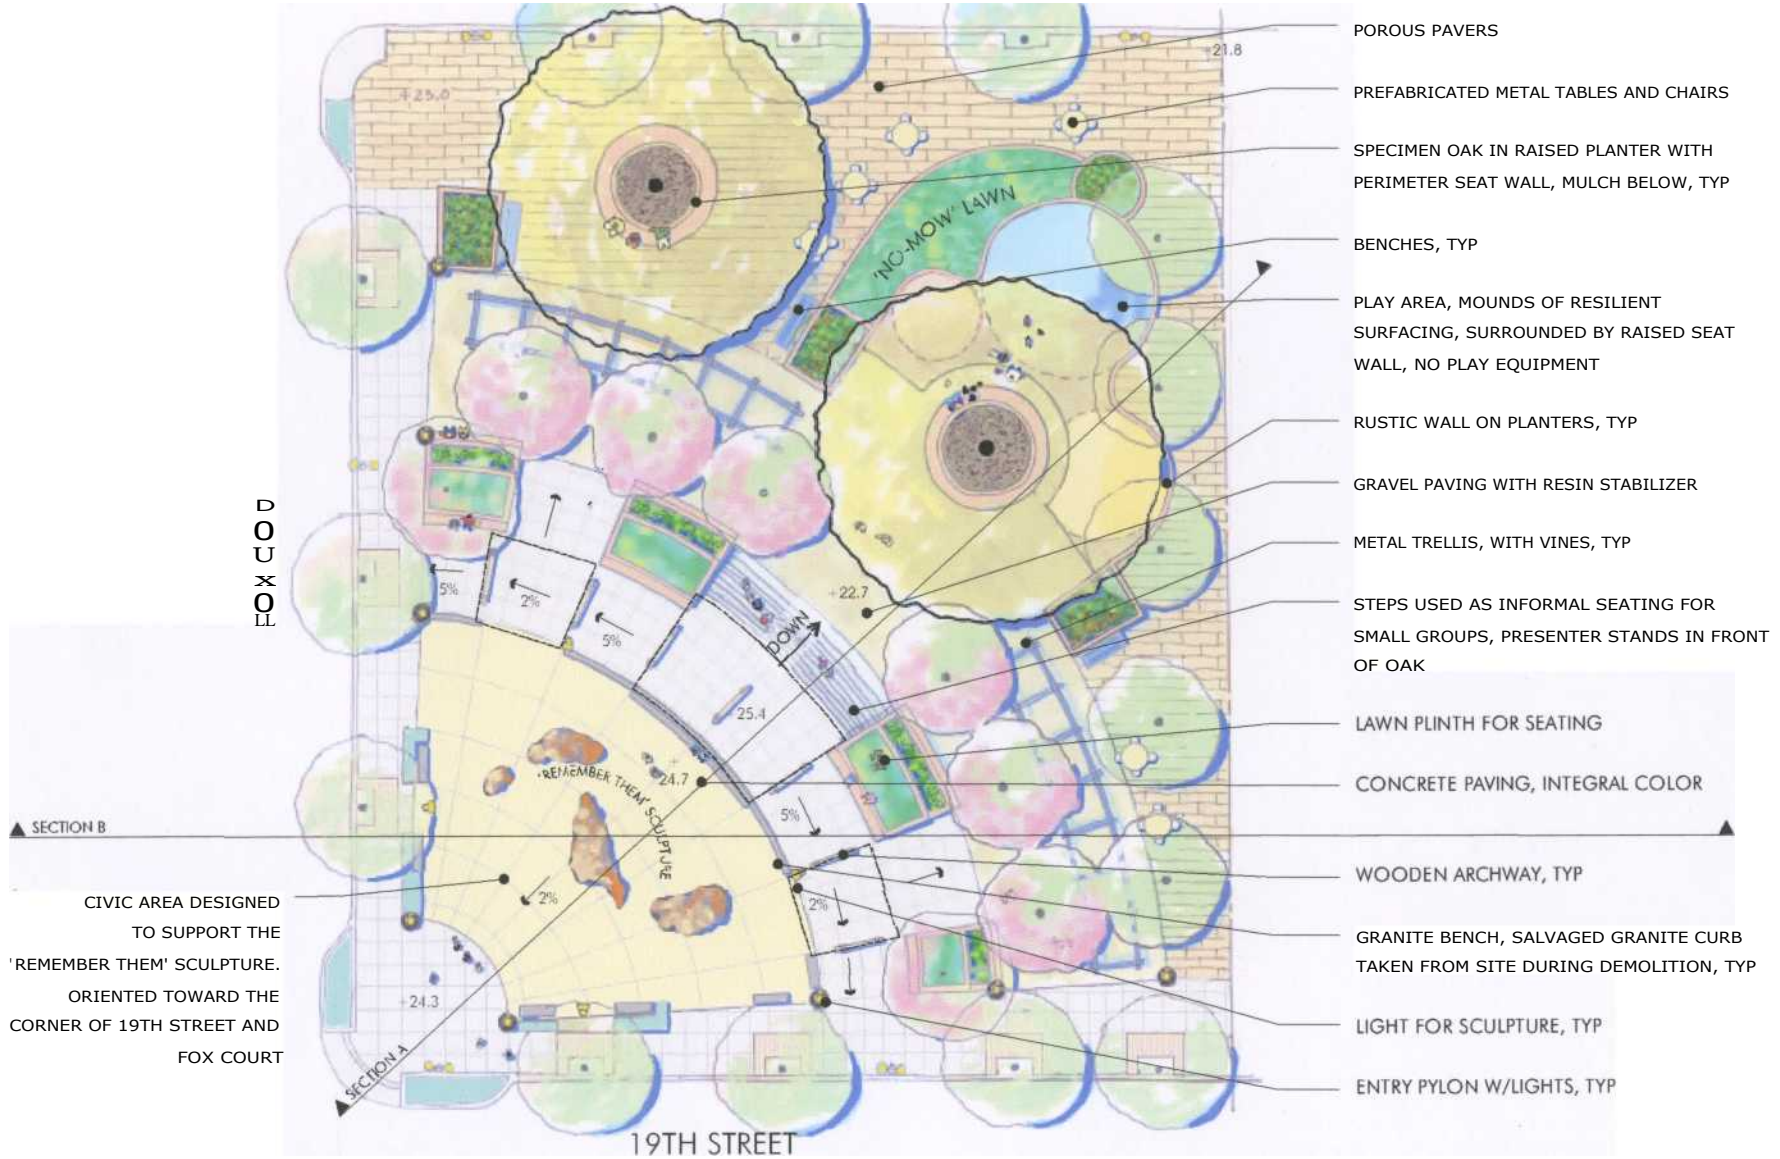 POROUS PAVERS
+21.8
PREFABRICATED METAL TABLES AND CHAIRS
+25.0
SPECIMEN OAK IN RAISED PLANTER WITH
PERIMETER SEAT WALL, MULCH BELOW, TYP
'NO-MOW' LAWN
BENCHES, TYP
PLAY AREA, MOUNDS OF RESILIENT
SURFACING, SURROUNDED BY RAISED SEAT
WALL, NO PLAY EQUIPMENT
RUSTIC WALL ON PLANTERS, TYP
GRAVEL PAVING WITH RESIN STABILIZER
METAL TRELLIS, WITH VINES, TYP
STEPS USED AS INFORMAL SEATING FOR
SMALL GROUPS, PRESENTER STANDS IN FRONT
OF OAK
LAWN PLINTH FOR SEATING
CONCRETE PAVING, INTEGRAL COLOR
WOODEN ARCHWAY, TYP
GRANITE BENCH, SALVAGED GRANITE CURB
TAKEN FROM SITE DURING DEMOLITION, TYP
LIGHT FOR SCULPTURE, TYP
ENTRY PYLON W/LIGHTS, TYP
5%
2%
5%
+22.7
DOWN
25.4
+24.7
'REMEMBER THEM' SCULPTURE
5%
2%
2%
SECTION B
CIVIC AREA DESIGNED
TO SUPPORT THE
'REMEMBER THEM' SCULPTURE.
ORIENTED TOWARD THE
CORNER OF 19TH STREET AND
FOX COURT
+24.3
SECTION A
19TH STREET